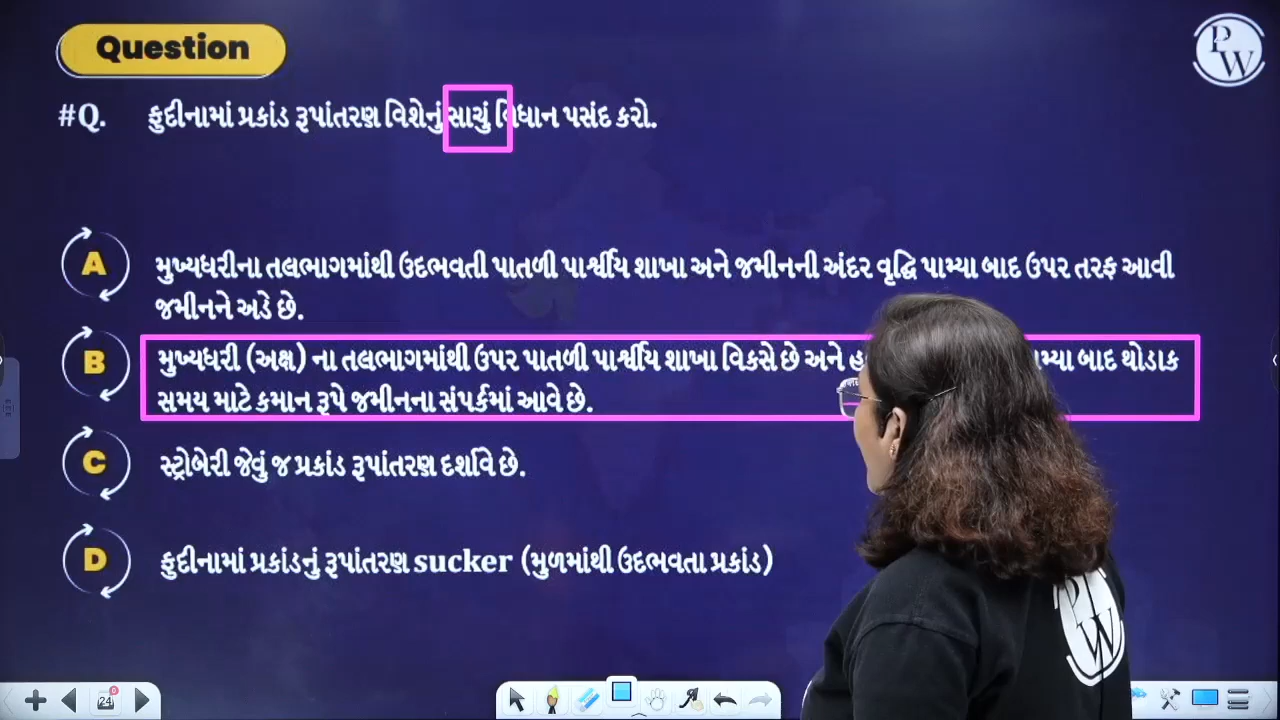 Question
PW
#Q. ફુદીનામાં પ્રકાંડ રૂપાંતરણ વિશેનું સાચું વિધાન પસંદ કરો.
A મુખ્યધરીના તલભાગમાંથી ઉદભવતી પાતળી પાર્શ્વીય શાખા અને જમીનની અંદર વૃદ્ધિ પામ્યા બાદ ઉપર તરફ આવી
જમીનને અડે છે.
B મુખ્યધરી (અક્ષ) ના તલભાગમાંથી ઉપર પાતળી પાર્શ્વીય શાખા વિકસે છે અને બાદ થોડાક
સમય માટે કમાન રૂપે જમીનના સંપર્કમાં આવે છે.
C સ્ટ્રોબેરી જેવું જ પ્રકાંડ રૂપાંતરણ દર્શાવે છે.
D ફુદીનામાં પ્રકાંડનું રૂપાંતરણ sucker (મુળમાંથી ઉદભવતા પ્રકાંડ)
PW
24